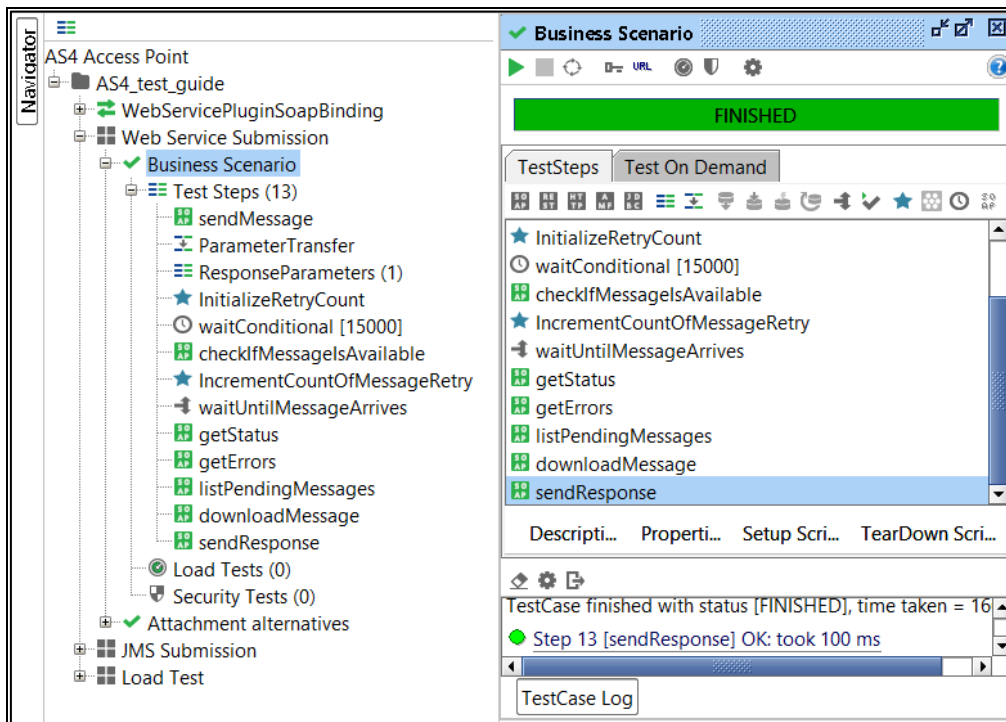 Navigator
AS4 Access Point
AS4_test_guide
WebServicePluginSoapBinding
Web Service Submission
Business Scenario
Test Steps (13)
sendMessage
ParameterTransfer
ResponseParameters (1)
InitializeRetryCount
waitConditional [15000]
checkIfMessageIsAvailable
IncrementCountOfMessageRetry
waitUntilMessageArrives
getStatus
getErrors
listPendingMessages
downloadMessage
sendResponse
Load Tests (0)
Security Tests (0)
Attachment alternatives
JMS Submission
Load Test
Business Scenario
URL
FINISHED
TestSteps Test On Demand
InitializeRetryCount
waitConditional [15000]
checkIfMessageIsAvailable
IncrementCountOfMessageRetry
waitUntilMessageArrives
getStatus
getErrors
listPendingMessages
downloadMessage
sendResponse
Descripti... Properti... Setup Scri... TearDown Scri...
TestCase finished with status [FINISHED], time taken = 16
Step 13 [sendResponse] OK: took 100 ms
TestCase Log